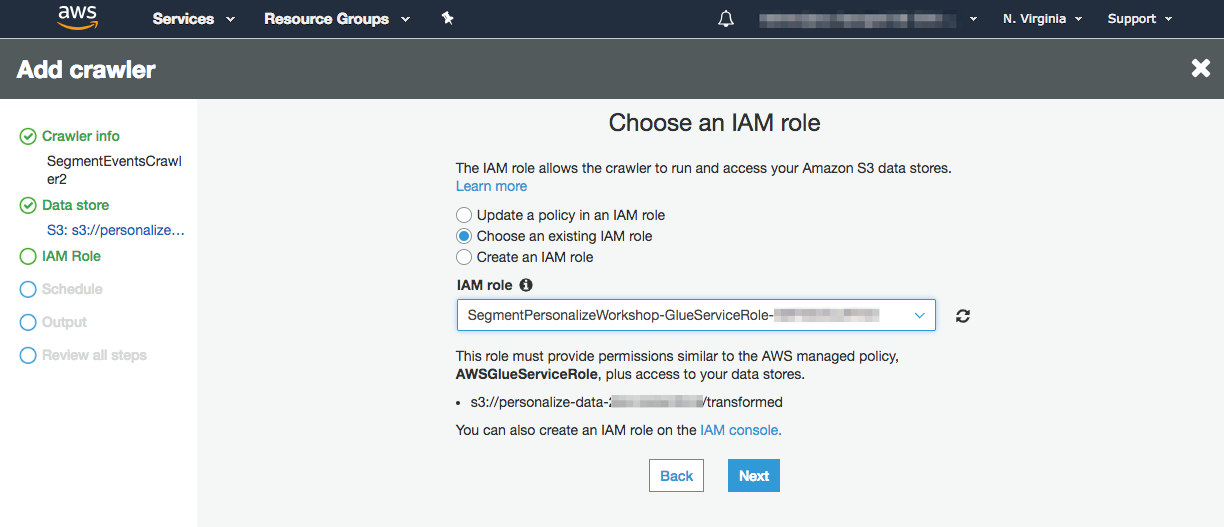 aws
Services
Resource Groups
N. Virginia
Support
Add crawler
Crawler info
SegmentEventsCrawl
er2
Data store
S3: s3://personalize...
IAM Role
Schedule
Output
Review all steps
Choose an IAM role
The IAM role allows the crawler to run and access your Amazon S3 data stores.
Learn more
Update a policy in an IAM role
Choose an existing IAM role
Create an IAM role
IAM role
SegmentPersonalizeWorkshop-GlueServiceRole-
This role must provide permissions similar to the AWS managed policy,
AWSGlueServiceRole, plus access to your data stores.
• s3://personalize-data- /transformed
You can also create an IAM role on the IAM console.
Back
Next